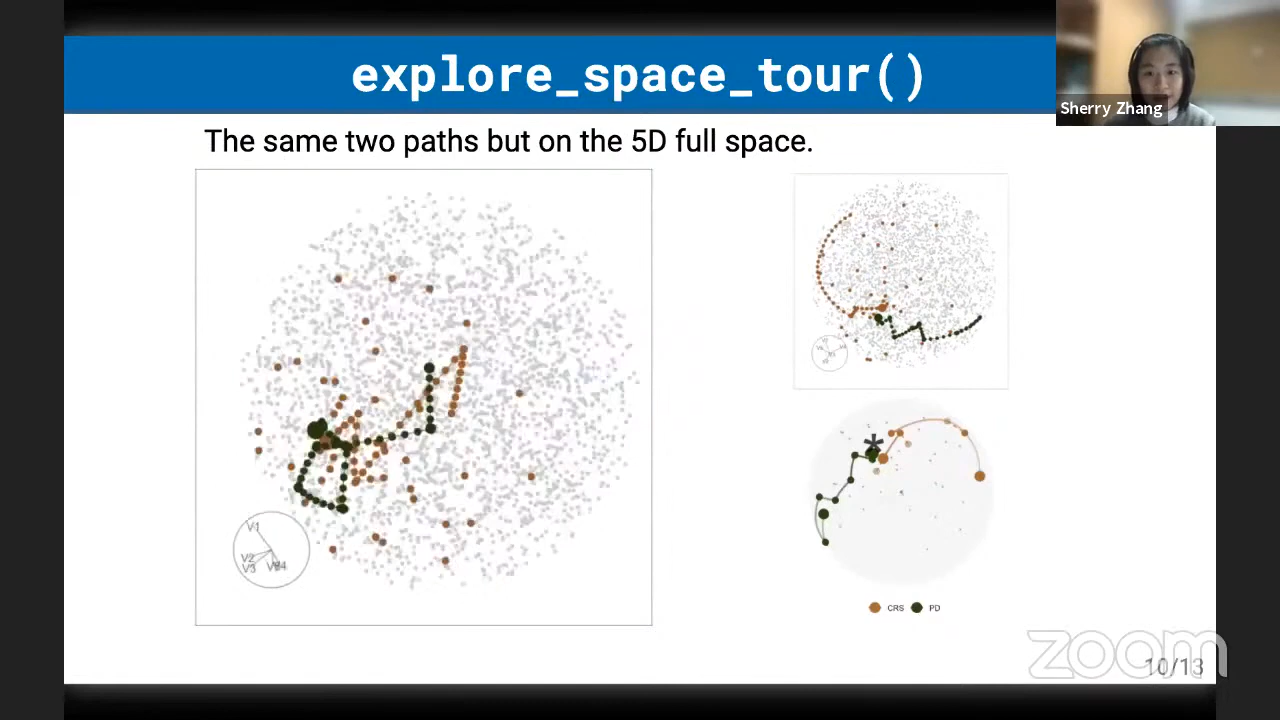 explore_space_tour()
Sherry Zhang
The same two paths but on the 5D full space.
V1
V2
V3
CRS
PD
zoom
10/13